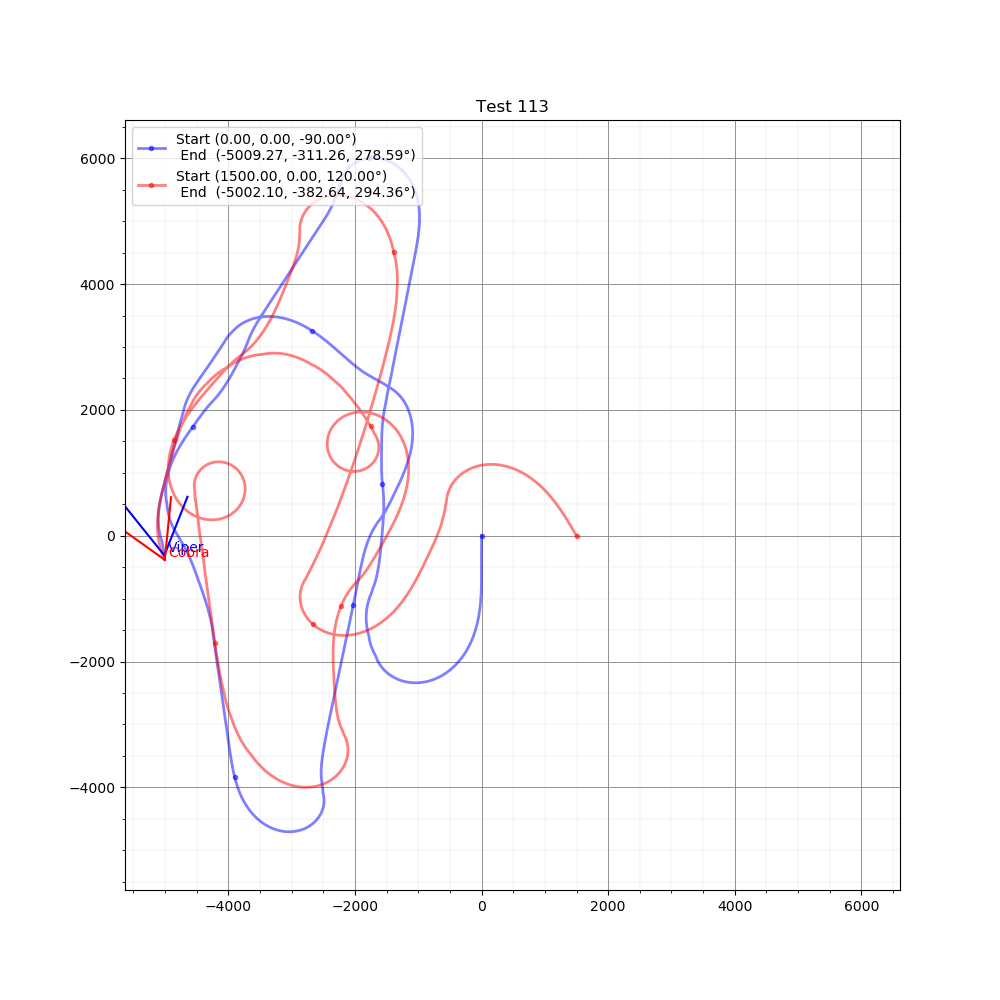 Test 113
Start (0.00, 0.00, -90.00°)
End (-5009.27, -311.26, 278.59°)
Start (1500.00, 0.00, 120.00°)
End (-5002.10, -382.64, 294.36°)
6000
4000
2000
0
−2000
−4000
Viper
Cobra
−4000
−2000
0
2000
4000
6000